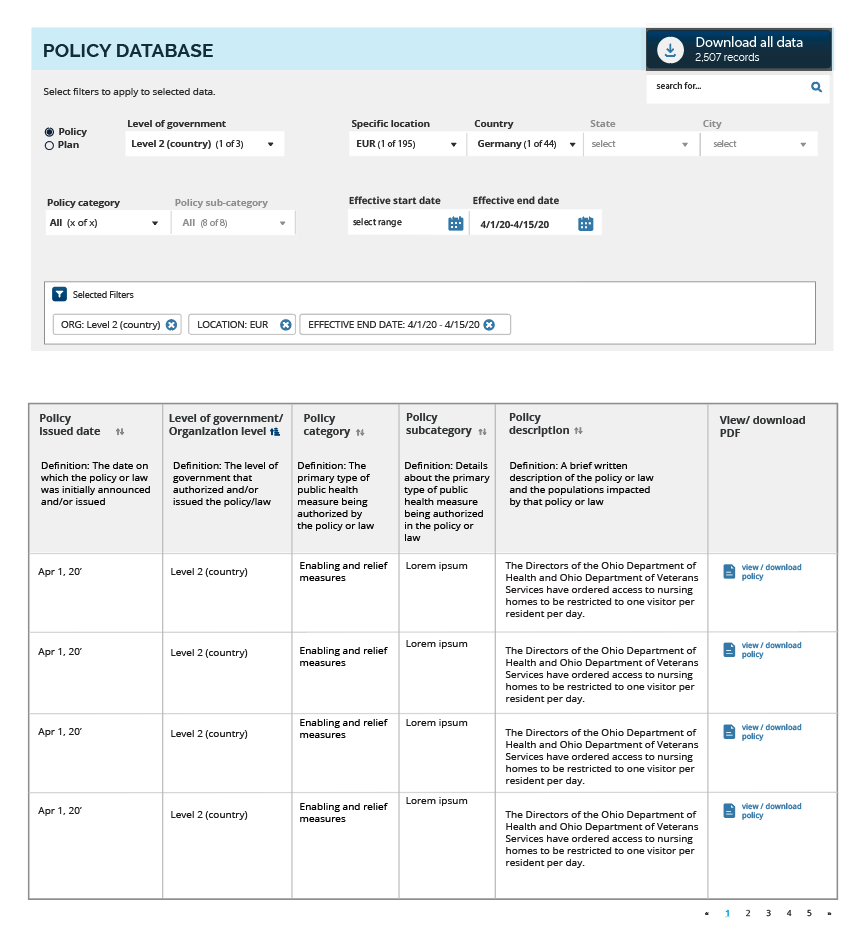 POLICY DATABASE
Download all data
2,507 records
search for...
Select filters to apply to selected data.
Policy
Plan
Level of government
Level 2 (country) (1 of 3)
Specific location
EUR (1 of 195)
Country
Germany (1 of 44)
State
select
City
select
Policy category
All (x of x)
Policy sub-category
All (8 of 8)
Effective start date
select range
Effective end date
4/1/20-4/15/20
Selected Filters
ORG: Level 2 (country)
LOCATION: EUR
EFFECTIVE END DATE: 4/1/20 - 4/15/20
Policy
issued date
Level of government/
Organization level
Policy
category
Policy
subcategory
Policy
description
View/ download
PDF
Definition: The date on
which the policy or law
was initially announced
and/or issued
Definition: The level of
government that
authorized and/or
issued the policy/law
Definition: The
primary type of
public health
measure being
authorized by
the policy or law
Definition: Details
about the primary
type of public
health measure
being authorized
in the policy or
law
Definition: A brief written
description of the policy or law
and the populations impacted
by that policy or law
Apr 1, 20'
Level 2 (country)
Enabling and relief
measures
Lorem ipsum
The Directors of the Ohio Department of
Health and Ohio Department of Veterans
Services have ordered access to nursing
homes to be restricted to one visitor per
resident per day.
view / download
policy
Apr 1, 20'
Level 2 (country)
Enabling and relief
measures
Lorem ipsum
The Directors of the Ohio Department of
Health and Ohio Department of Veterans
Services have ordered access to nursing
homes to be restricted to one visitor per
resident per day.
view / download
policy
Apr 1, 20'
Level 2 (country)
Enabling and relief
measures
Lorem ipsum
The Directors of the Ohio Department of
Health and Ohio Department of Veterans
Services have ordered access to nursing
homes to be restricted to one visitor per
resident per day.
view / download
policy
Apr 1, 20'
Level 2 (country)
Enabling and relief
measures
Lorem ipsum
The Directors of the Ohio Department of
Health and Ohio Department of Veterans
Services have ordered access to nursing
homes to be restricted to one visitor per
resident per day.
view / download
policy
« 1 2 3 4 5 »